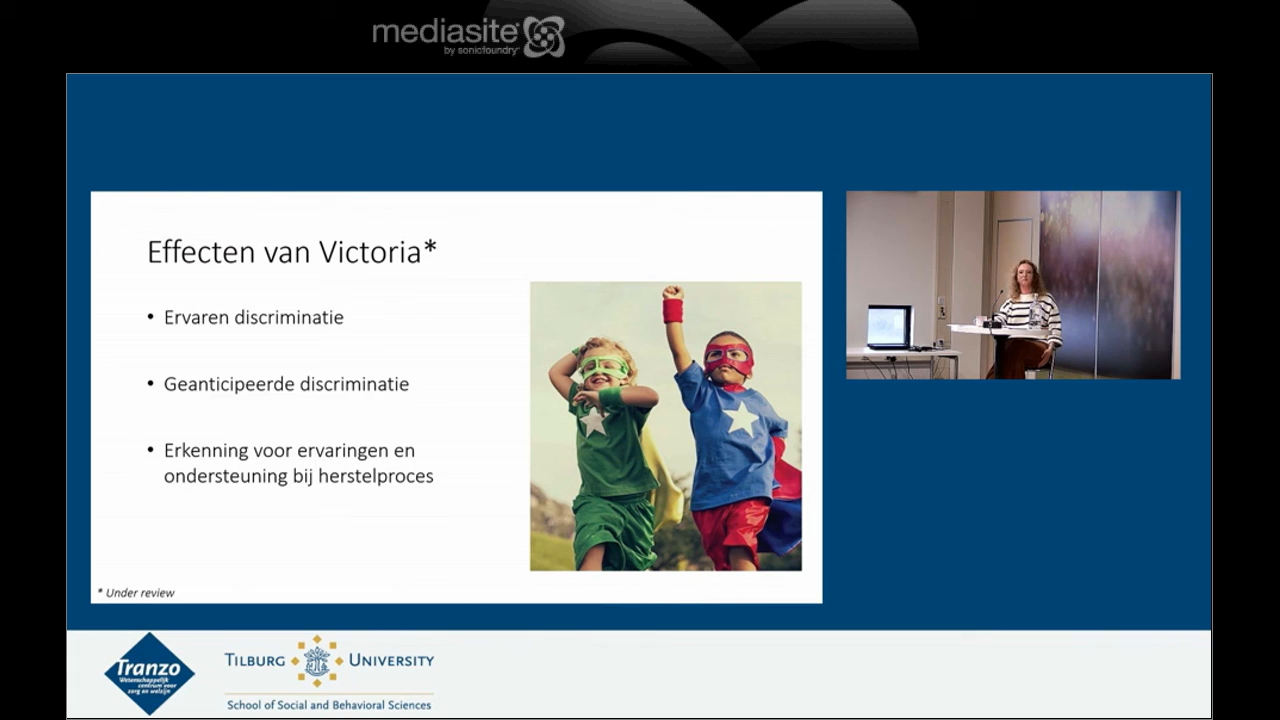 mediasite
by sonicfoundry
Effecten van Victoria*
• Ervaren discriminatie
• Geanticipeerde discriminatie
• Erkenning voor ervaringen en
ondersteuning bij herstelproces
* Under review
Tranzo
Wetenschappelijk
centrum voor
zorg en welzijn
TILBURG UNIVERSITY
School of Social and Behavioral Sciences